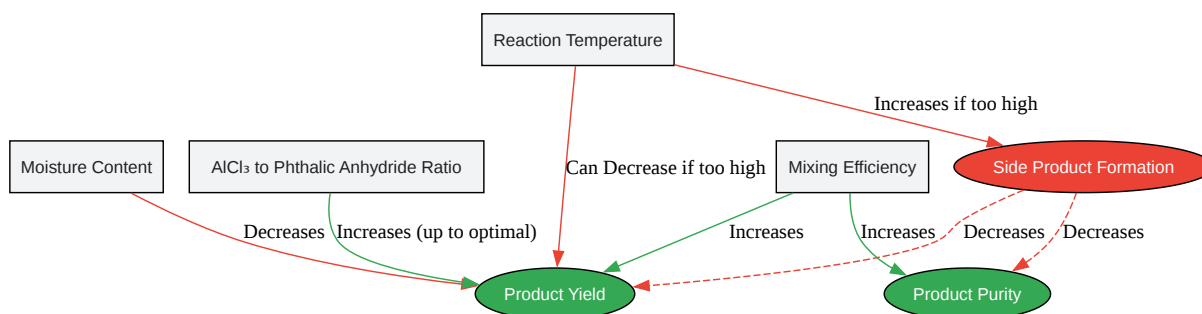 Reaction Temperature
Increases if too high
Moisture Content
AlCl₃ to Phthalic Anhydride Ratio
Can Decrease if too high
Mixing Efficiency
Side Product Formation
Decreases
Increases (up to optimal)
Increases
Increases
Decreases
Decreases
Product Yield
Product Purity